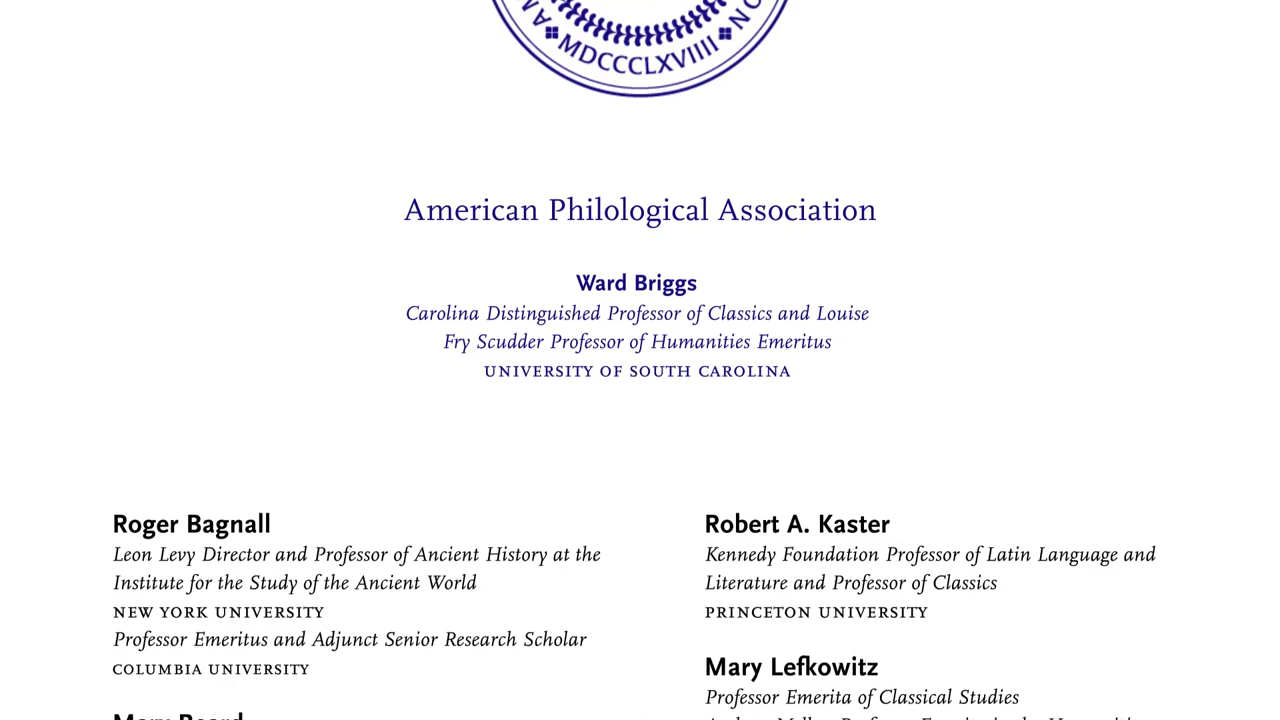 MDCCCLXVIIII
American Philological Association
Ward Briggs
Carolina Distinguished Professor of Classics and Louise
Fry Scudder Professor of Humanities Emeritus
UNIVERSITY OF SOUTH CAROLINA
Roger Bagnall
Leon Levy Director and Professor of Ancient History at the
Institute for the Study of the Ancient World
NEW YORK UNIVERSITY
Professor Emeritus and Adjunct Senior Research Scholar
COLUMBIA UNIVERSITY
Mary Beard
Robert A. Kaster
Kennedy Foundation Professor of Latin Language and
Literature and Professor of Classics
PRINCETON UNIVERSITY
Mary Lefkowitz
Professor Emerita of Classical Studies